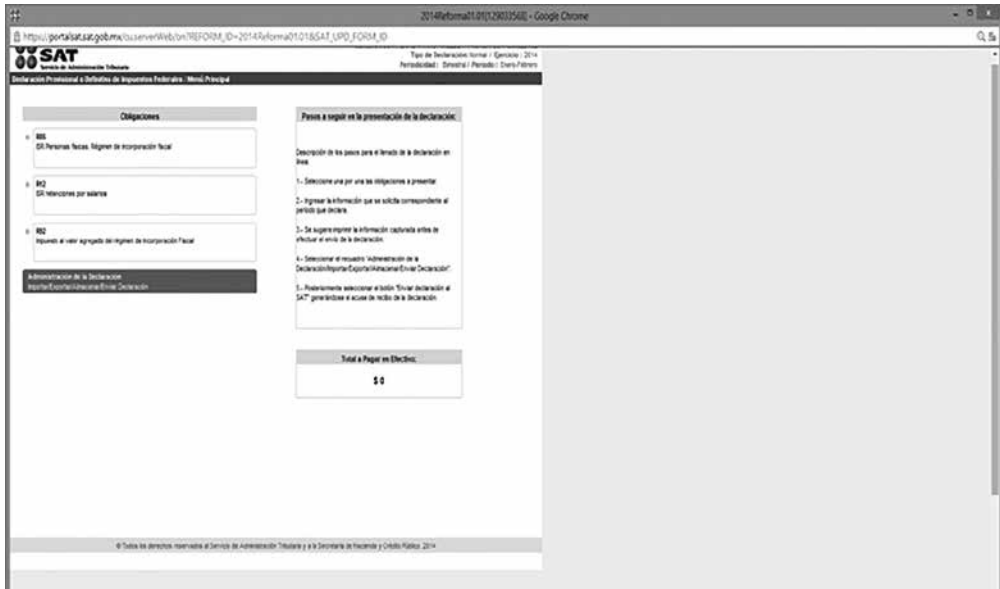 2014Reforma01.01[129033568] - Google Chrome
https://portalsat.sat.gob.mx/ou.serverWeb/on?REFORM_ID=2014Reforma01.01&SAT_UPD_FORM_ID
SAT
Servicio de Administración Tributaria
Tipo de Declaración: Normal / Ejercicio : 2014
Periodicidad : Bimestral / Periodo : Enero-Febrero
Declaración Provisional o Definitiva de Impuestos Federales / Menú Principal
Obligaciones
ISR Personas físicas. Régimen de incorporación fiscal
R12
ISR retenciones por salarios
Impuesto al valor agregado del régimen de Incorporación Fiscal
Administración de la Declaración
Importar/Exportar/Almacenar/Enviar Declaración
Pasos a seguir en la presentación de la declaración:
Descripción de los pasos para el llenado de la declaración en
línea:
1.- Seleccione una por una las obligaciones a presentar.
2.- Ingresar la información que se solicita correspondiente al
periodo que declara.
3.- Se sugiere imprimir la información capturada antes de
efectuar el envío de la declaración.
4.- Seleccionar el recuadro "Administración de la
Declaración/Importar/Exportar/Almacenar/Enviar Declaración".
5.- Posteriormente seleccionar el botón "Enviar declaración al
SAT" generándose el acuse de recibo de la declaración.
Total a Pagar en Efectivo:
$ 0
© Todos los derechos reservados al Servicio de Administración Tributaria y a la Secretaría de Hacienda y Crédito Público. 2014